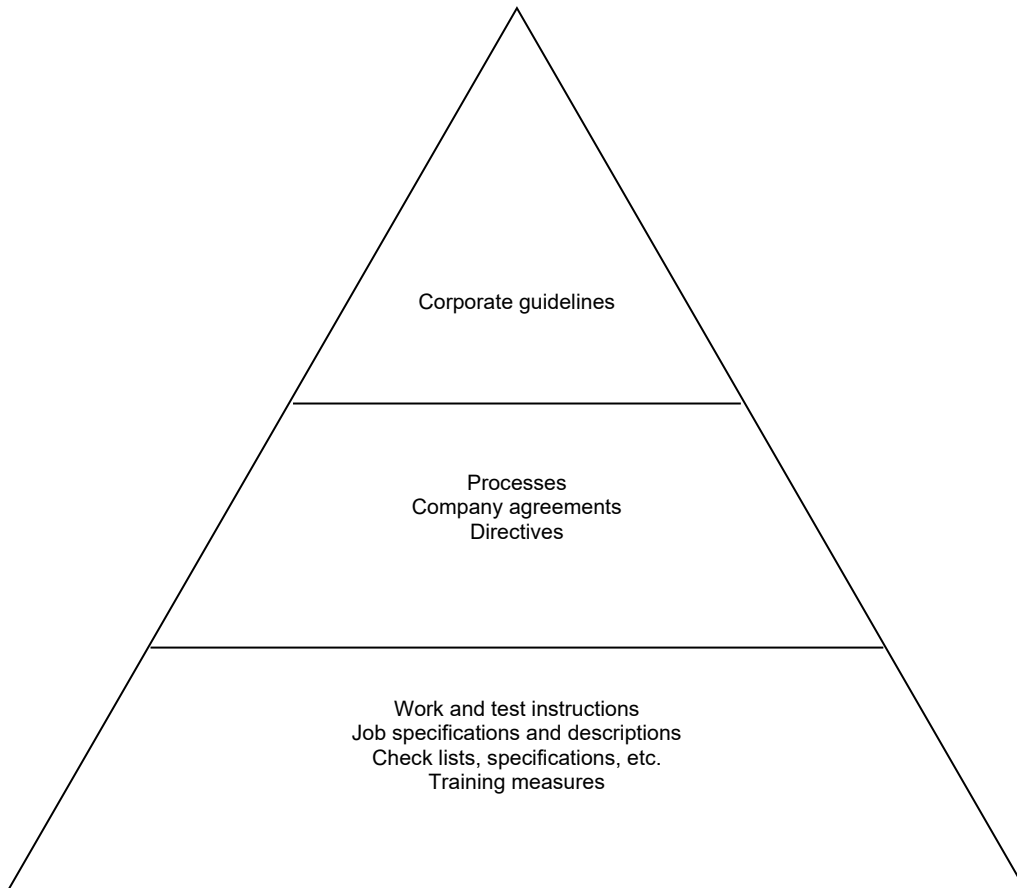 Corporate guidelines
Processes
Company agreements
Directives
Work and test instructions
Job specifications and descriptions
Check lists, specifications, etc.
Training measures